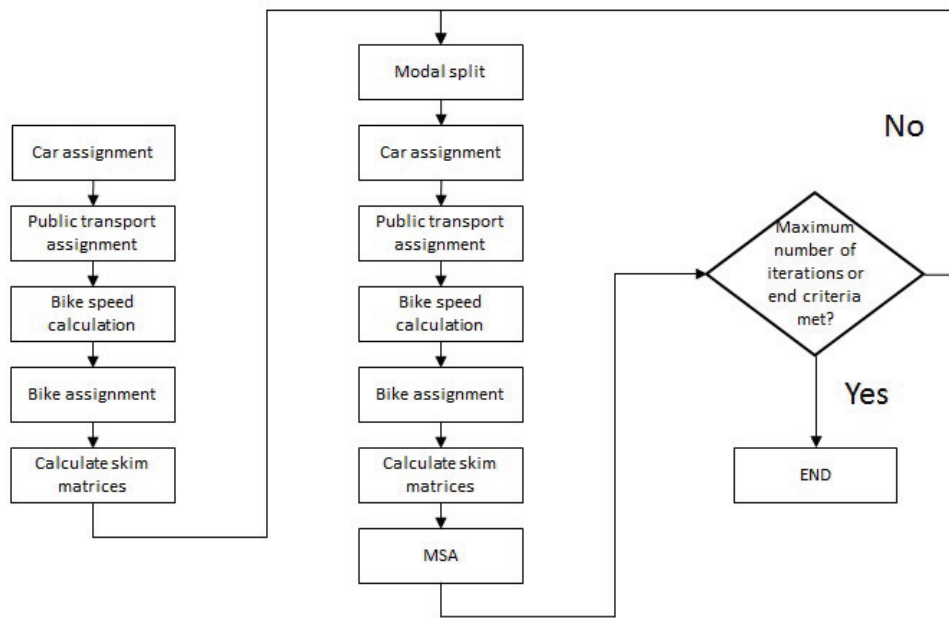 Car assignment
Public transport
assignment
Bike speed
calculation
Bike assignment
Calculate skim
matrices
Modal split
Car assignment
Public transport
assignment
Bike speed
calculation
Bike assignment
Calculate skim
matrices
MSA
Maximum
number of
iterations or
end criteria
met?
No
Yes
END